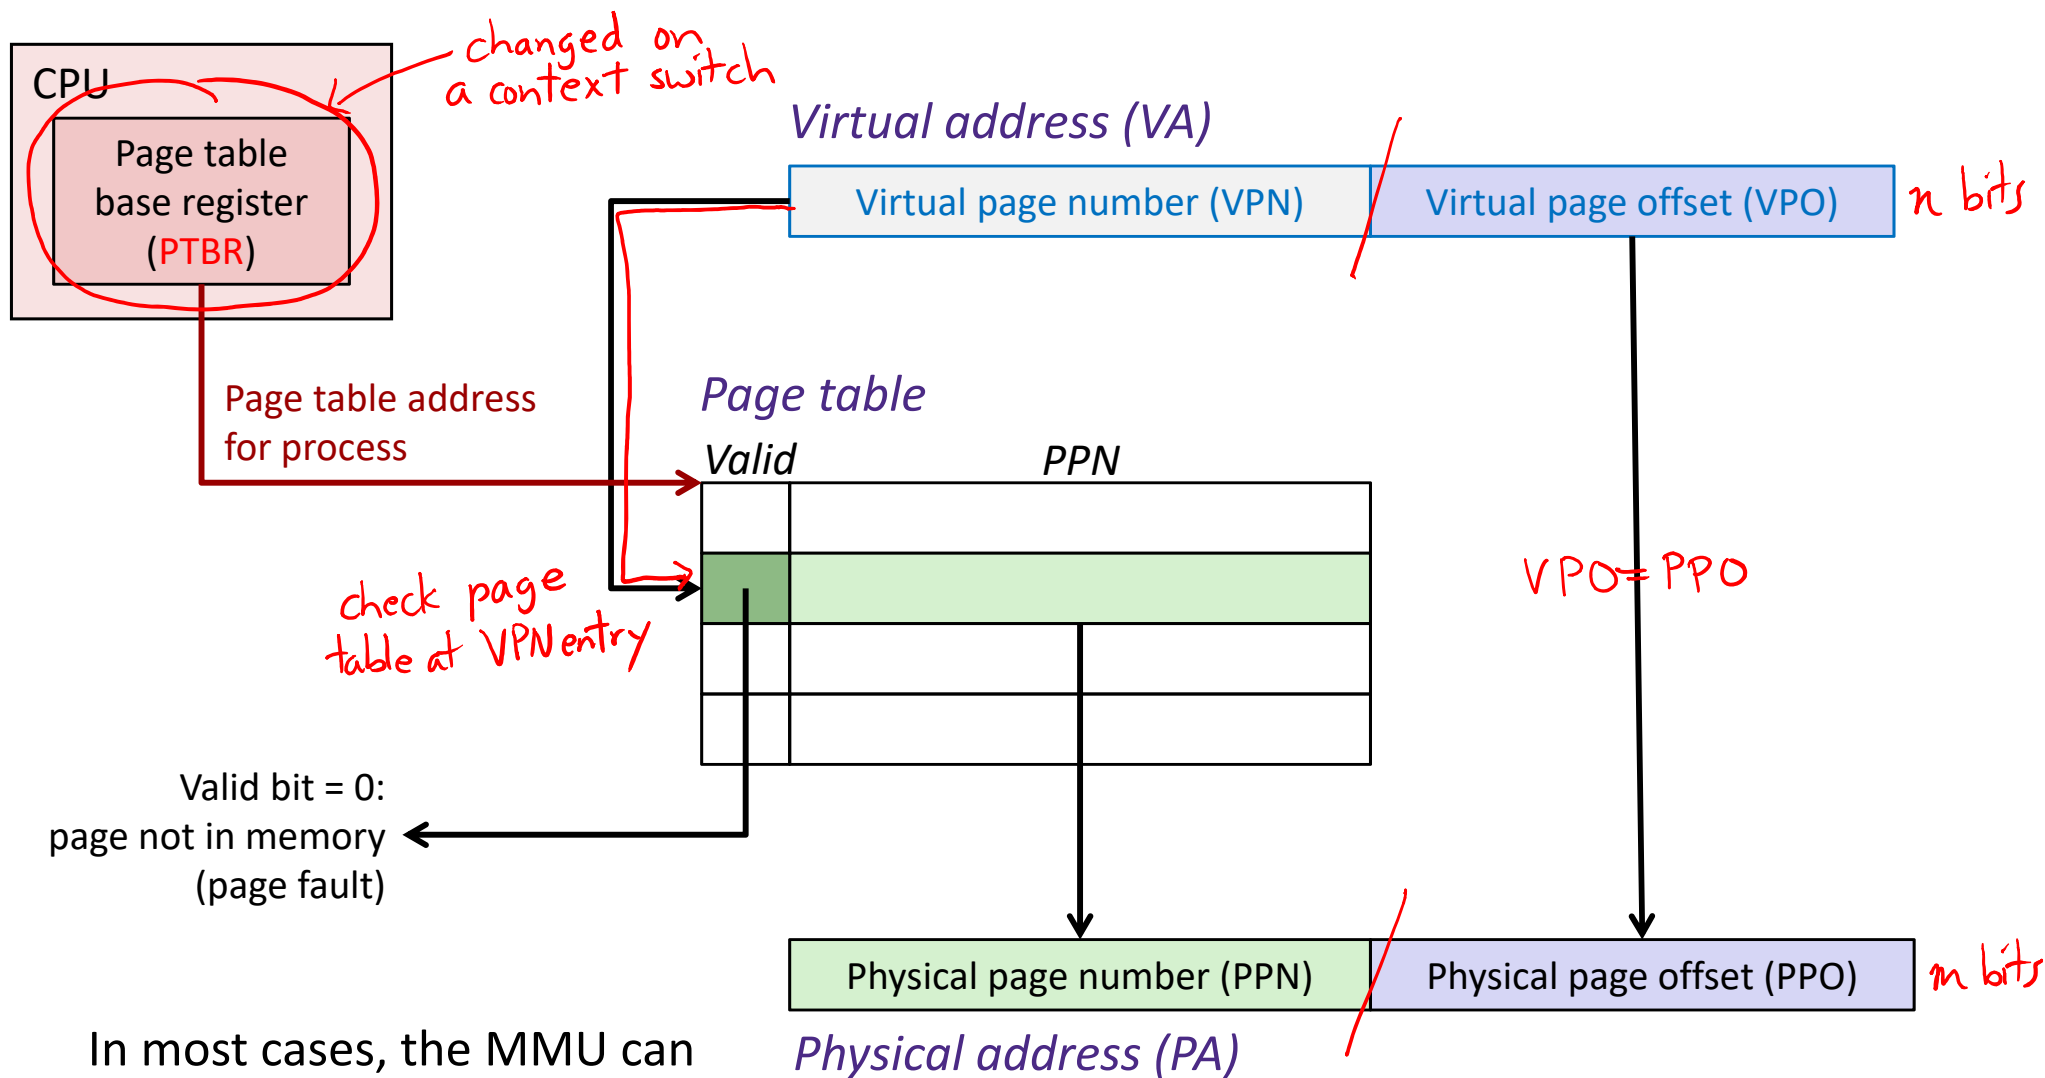 changed on
a context switch
CPU
Page table
base register
(PTBR)
Virtual address (VA)
Virtual page number (VPN)
Virtual page offset (VPO)
n bits
Page table address
for process
Page table
Valid
PPN
check page
table at VPN entry
VPO=PPO
Valid bit = 0:
page not in memory
(page fault)
Physical page number (PPN)
Physical page offset (PPO)
m bits
In most cases, the MMU can
Physical address (PA)